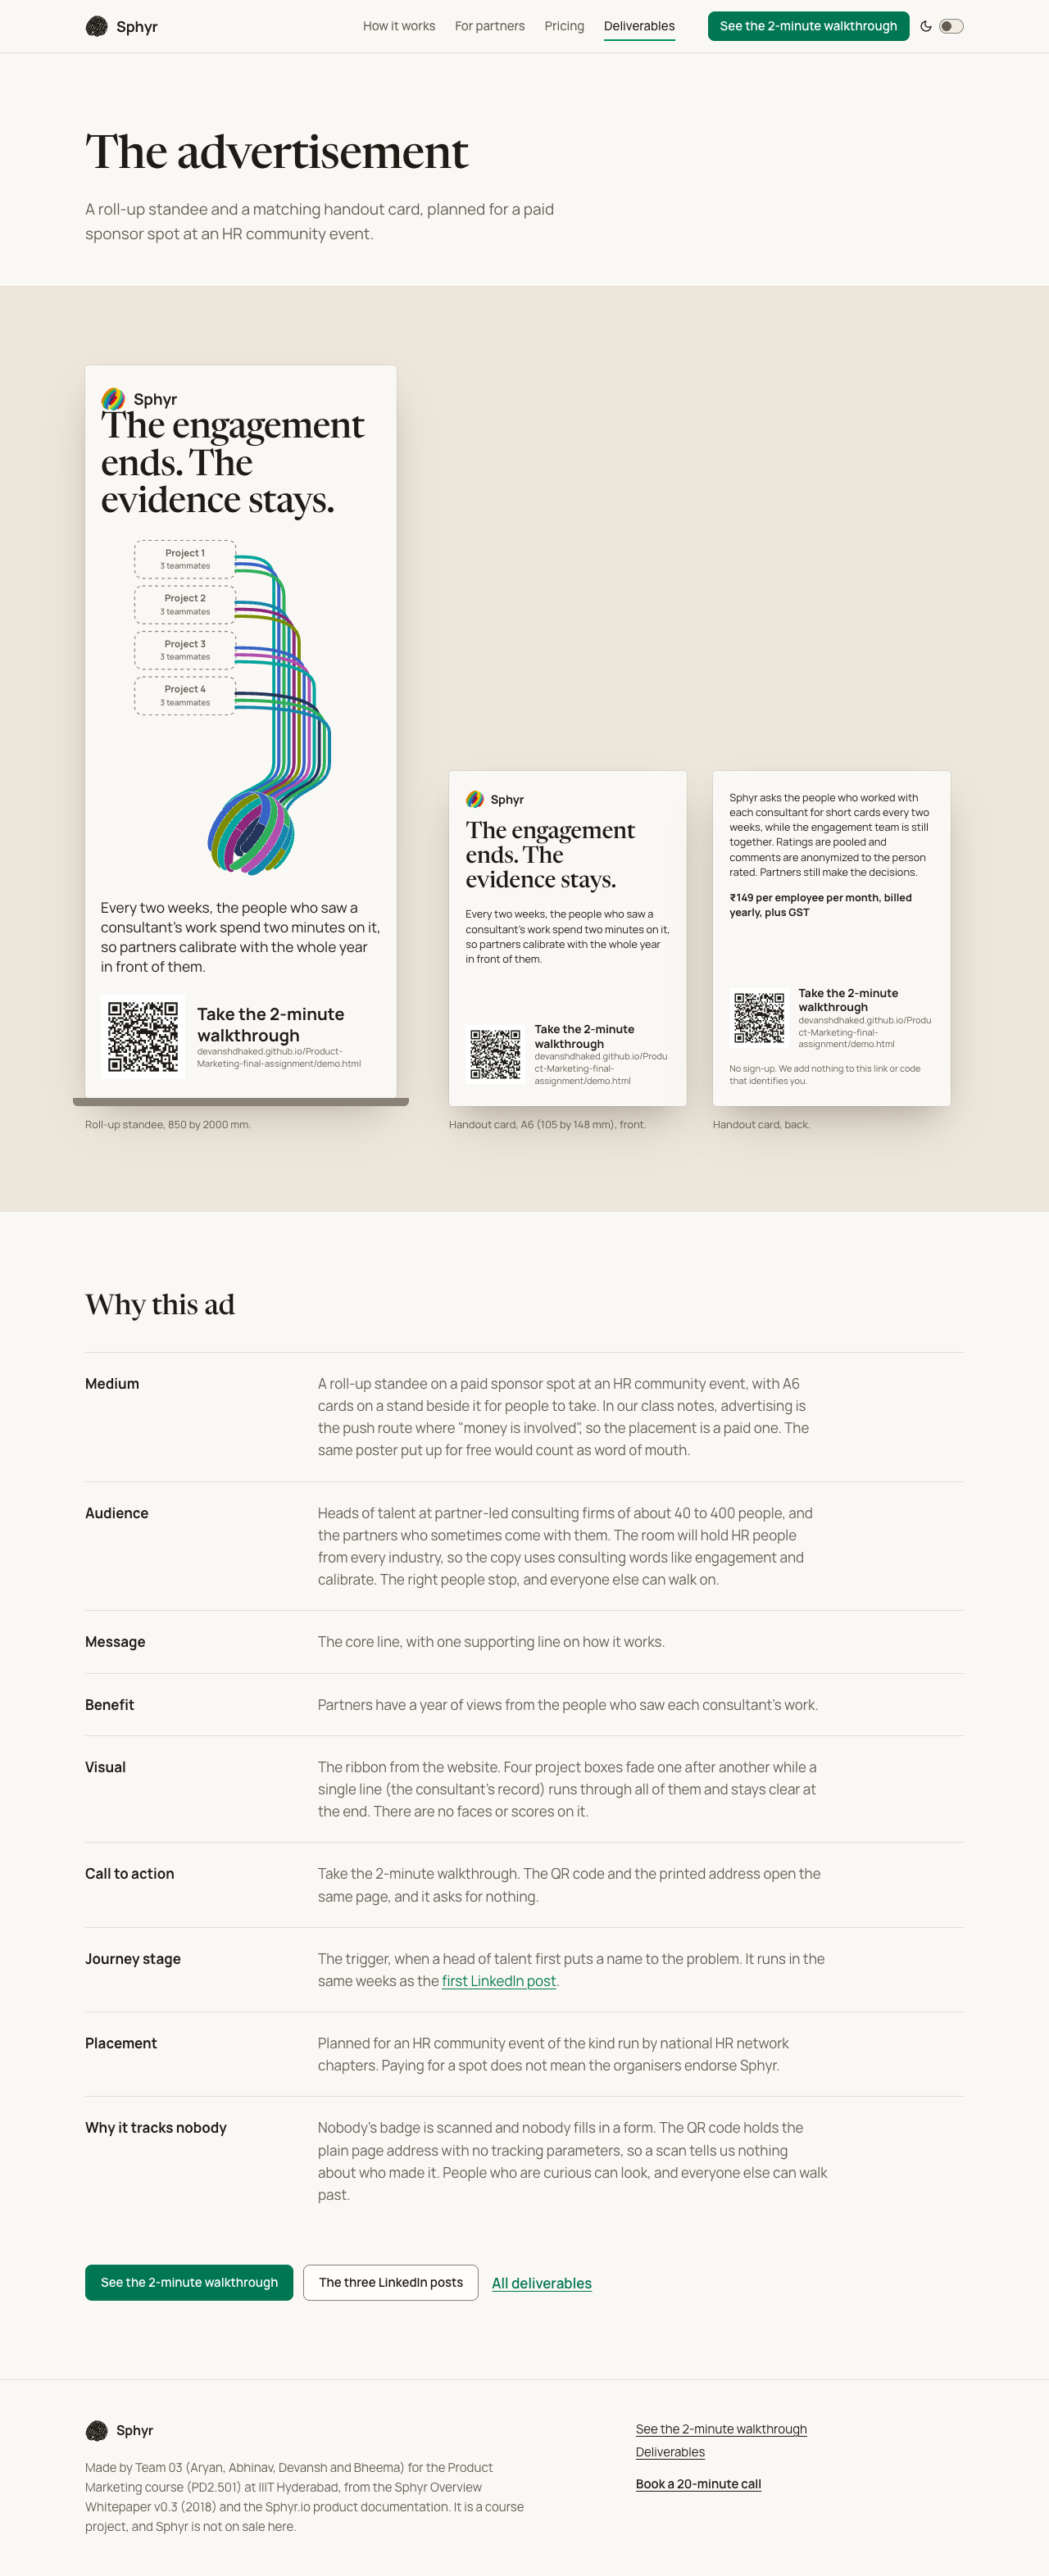 Sphyr
How it works
For partners
Pricing
Deliverables
See the 2-minute walkthrough
The advertisement
A roll-up standee and a matching handout card, planned for a paid
sponsor spot at an HR community event.
Sphyr
The engagement
ends. The
evidence stays.
Project 1
3 teammates
Project 2
3 teammates
Project 3
3 teammates
Project 4
3 teammates
Every two weeks, the people who saw a
consultant's work spend two minutes on it,
so partners calibrate with the whole year
in front of them.
Take the 2-minute
walkthrough
devanshdhaked.github.io/Product-
Marketing-final-assignment/demo.html
Roll-up standee, 850 by 2000 mm.
Sphyr
The engagement
ends. The
evidence stays.
Every two weeks, the people who saw a
consultant's work spend two minutes on it,
so partners calibrate with the whole year
in front of them.
Take the 2-minute
walkthrough
devanshdhaked.github.io/Produ
ct-Marketing-final-
assignment/demo.html
Handout card, A6 (105 by 148 mm), front.
Sphyr asks the people who worked with
each consultant for short cards every two
weeks, while the engagement team is still
together. Ratings are pooled and
comments are anonymized to the person
rated. Partners still make the decisions.
₹149 per employee per month, billed
yearly, plus GST
Take the 2-minute
walkthrough
devanshdhaked.github.io/Produ
ct-Marketing-final-
assignment/demo.html
No sign-up. We add nothing to this link or code
that identifies you.
Handout card, back.
Why this ad
Medium
A roll-up standee on a paid sponsor spot at an HR community event, with A6
cards on a stand beside it for people to take. In our class notes, advertising is
the push route where "money is involved", so the placement is a paid one. The
same poster put up for free would count as word of mouth.
Audience
Heads of talent at partner-led consulting firms of about 40 to 400 people, and
the partners who sometimes come with them. The room will hold HR people
from every industry, so the copy uses consulting words like engagement and
calibrate. The right people stop, and everyone else can walk on.
Message
The core line, with one supporting line on how it works.
Benefit
Partners have a year of views from the people who saw each consultant's work.
Visual
The ribbon from the website. Four project boxes fade one after another while a
single line (the consultant's record) runs through all of them and stays clear at
the end. There are no faces or scores on it.
Call to action
Take the 2-minute walkthrough. The QR code and the printed address open the
same page, and it asks for nothing.
Journey stage
The trigger, when a head of talent first puts a name to the problem. It runs in the
same weeks as the first LinkedIn post.
Placement
Planned for an HR community event of the kind run by national HR network
chapters. Paying for a spot does not mean the organisers endorse Sphyr.
Why it tracks nobody
Nobody's badge is scanned and nobody fills in a form. The QR code holds the
plain page address with no tracking parameters, so a scan tells us nothing
about who made it. People who are curious can look, and everyone else can walk
past.
See the 2-minute walkthrough
The three LinkedIn posts
All deliverables
Sphyr
Made by Team 03 (Aryan, Abhinav, Devansh and Bheema) for the Product
Marketing course (PD2.501) at IIIT Hyderabad, from the Sphyr Overview
Whitepaper v0.3 (2018) and the Sphyr.io product documentation. It is a course
project, and Sphyr is not on sale here.
See the 2-minute walkthrough
Deliverables
Book a 20-minute call